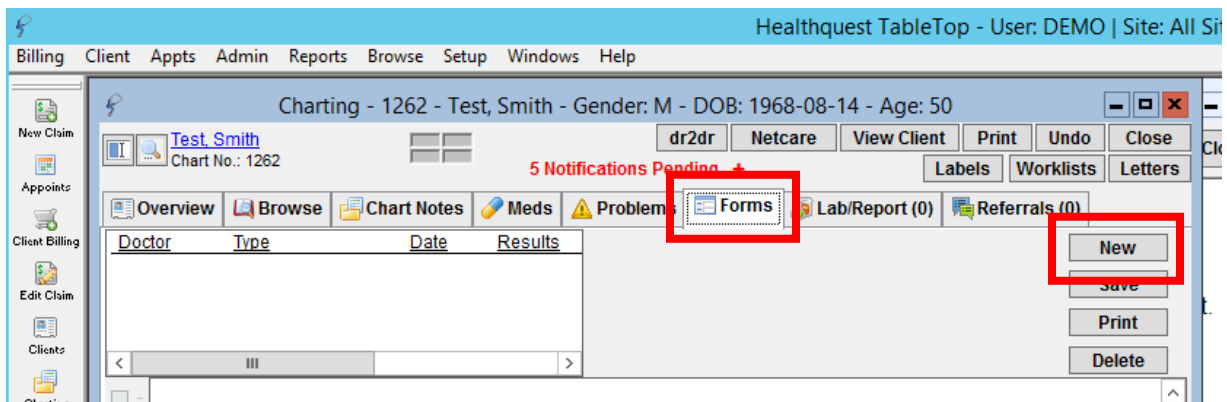 Healthquest TableTop - User: DEMO | Site: All Sit
Billing Client Appts Admin Reports Browse Setup Windows Help
Charting - 1262 - Test, Smith - Gender: M - DOB: 1968-08-14 - Age: 50
New Claim
Test, Smith
Chart No.: 1262
dr2dr Netcare View Client Print Undo Close
5 Notifications Pending +
Labels Worklists Letters
Appoints
Overview Browse Chart Notes Meds Problems Forms Lab/Report (0) Referrals (0)
Client Billing
Doctor Type Date Results
New
Save
Edit Claim
Print
Clients
Delete
Charting
t.